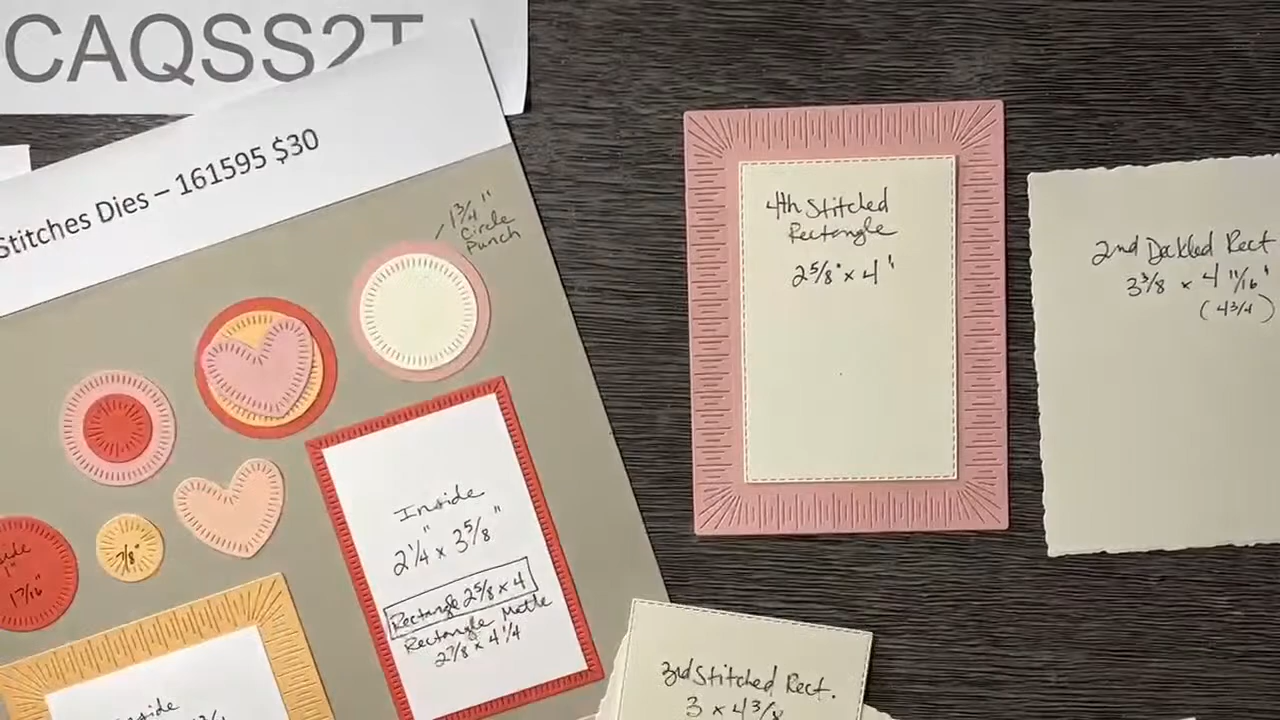 CAQSS2T
Stitches Dies – 161595 $30
1 3/4"
Circle
Punch
4th Stitched
Rectangle
2 5/8" x 4"
2nd Deckled Rect
3 3/8 x 4 11/16"
(4 3/4)
Inside
2 1/4" x 3 5/8"
Rectangle 2 5/8 x 4
Rectangle Matte
2 7/8 x 4 1/4
7/8"
1"
1 7/16"
3rd Stitched Rect.
3 x 4 3/8